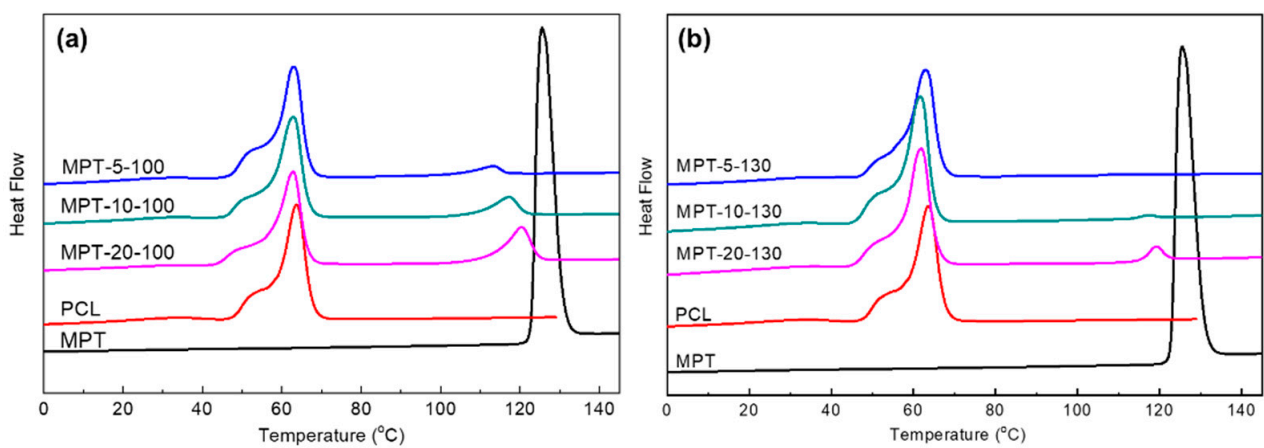 (a)
MPT-5-100
MPT-10-100
MPT-20-100
PCL
MPT
Heat Flow
0 20 40 60 80 100 120 140
Temperature (°C)
(b)
MPT-5-130
MPT-10-130
MPT-20-130
PCL
MPT
Heat Flow
0 20 40 60 80 100 120 140
Temperature (°C)